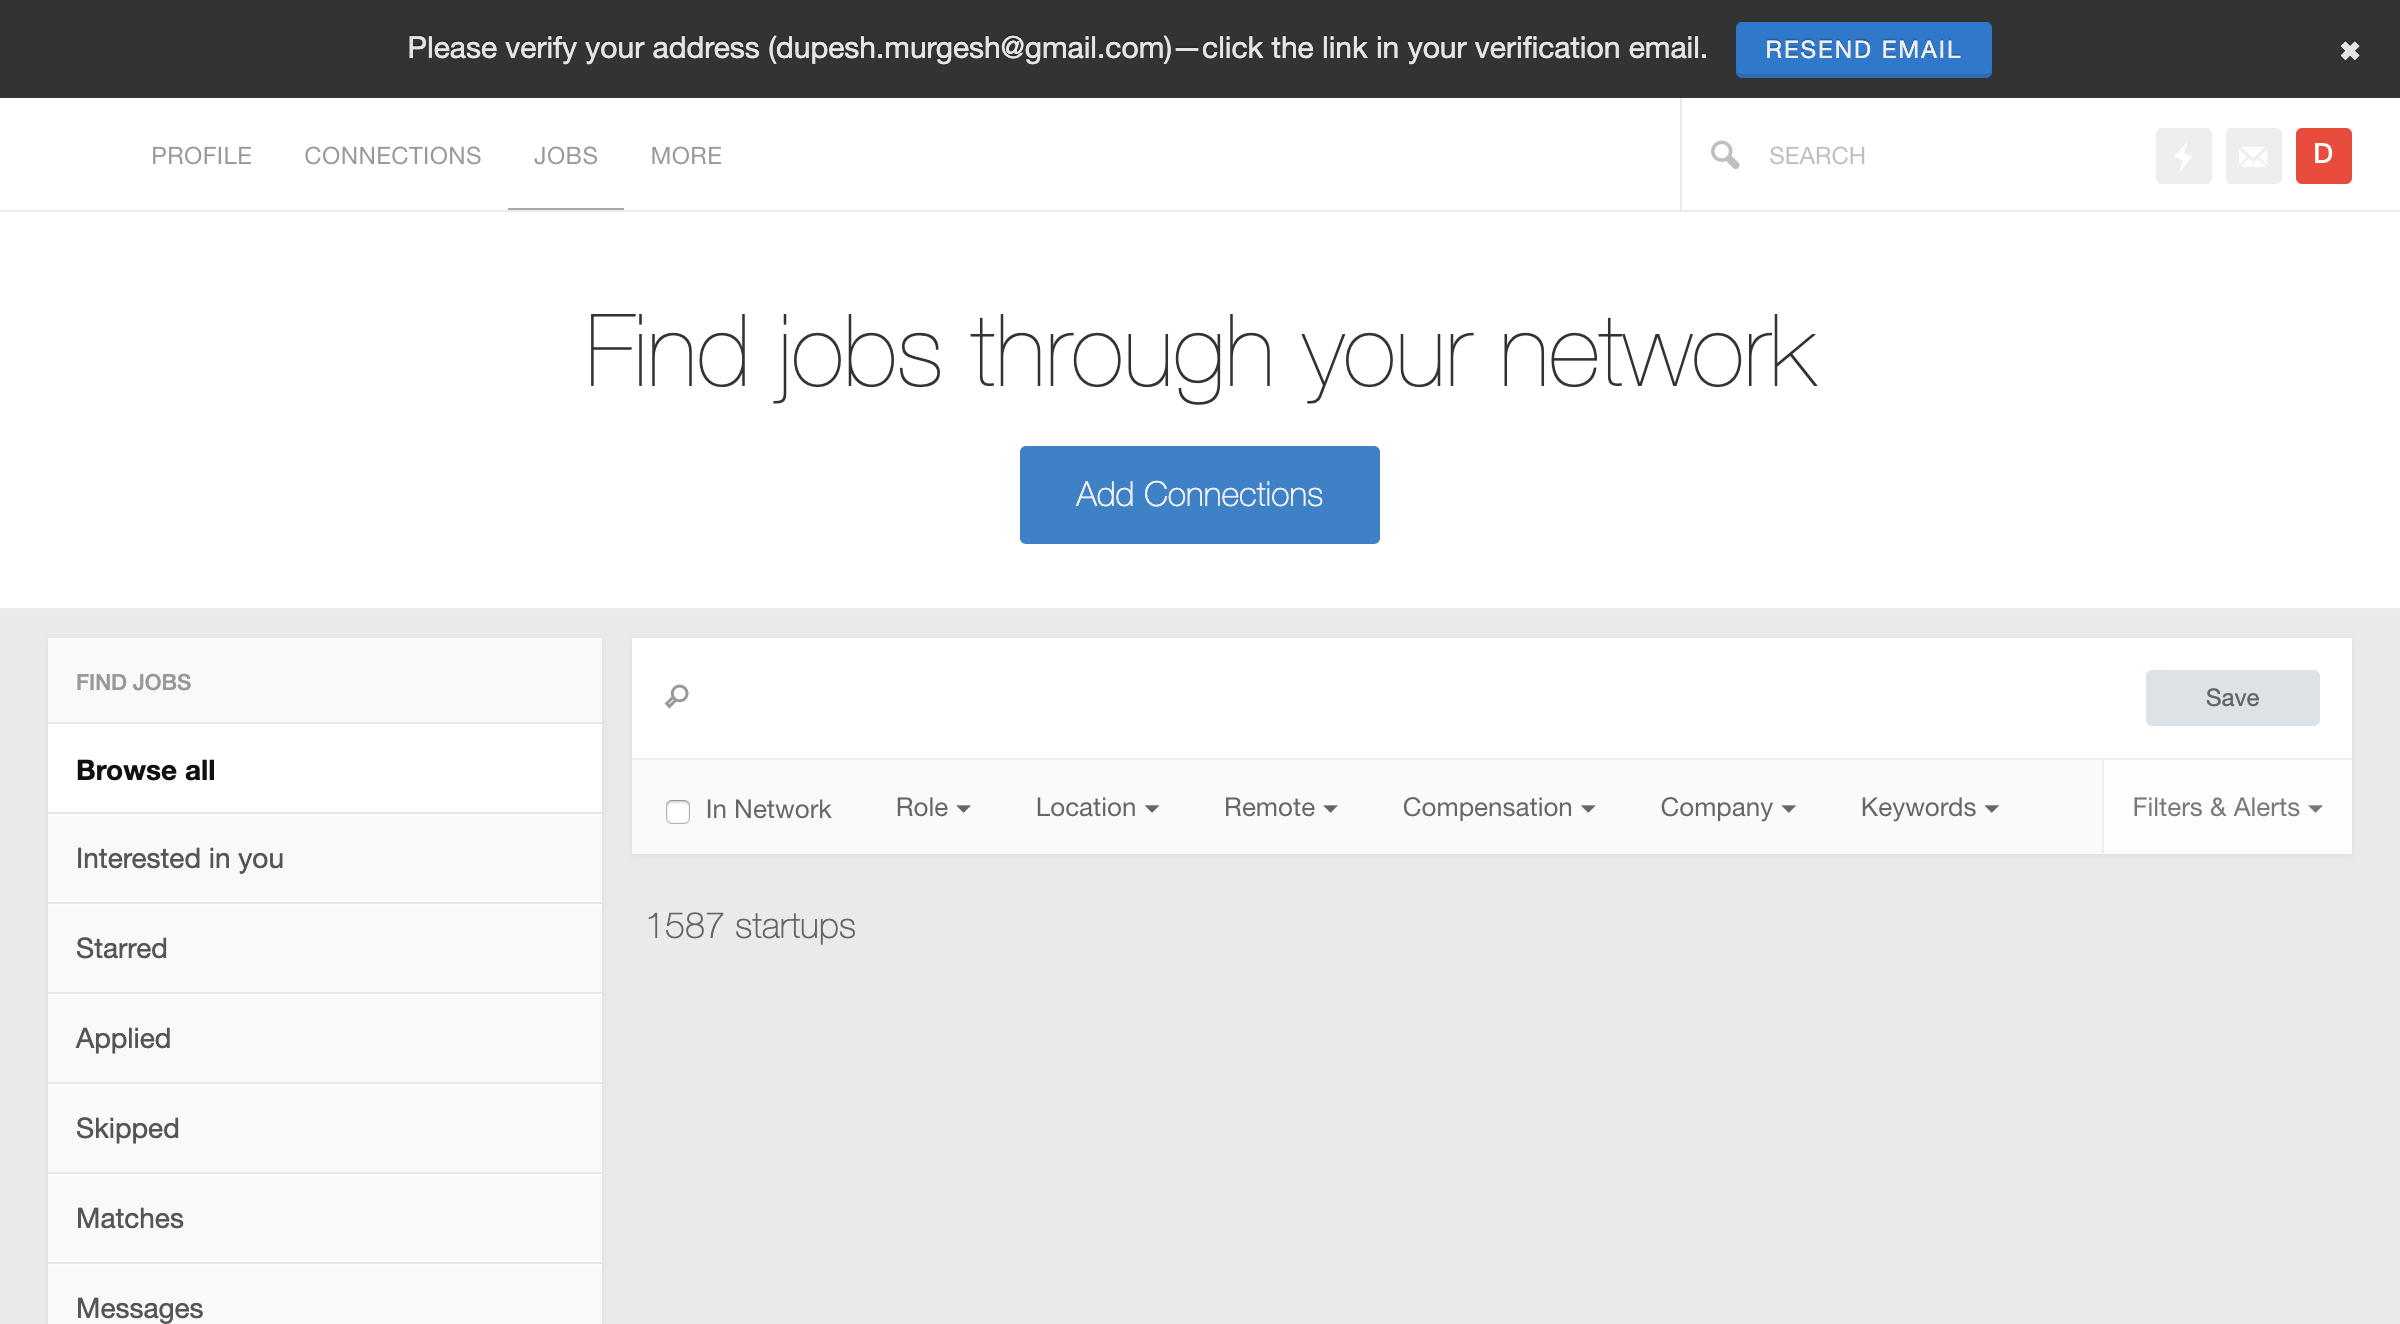 Please verify your address (dupesh.murgesh@gmail.com)—click the link in your verification email. RESEND EMAIL
PROFILE CONNECTIONS JOBS MORE SEARCH D
Find jobs through your network
Add Connections
FIND JOBS
Browse all
Interested in you
Starred
Applied
Skipped
Matches
Messages
Save
In Network Role Location Remote Compensation Company Keywords Filters & Alerts
1587 startups